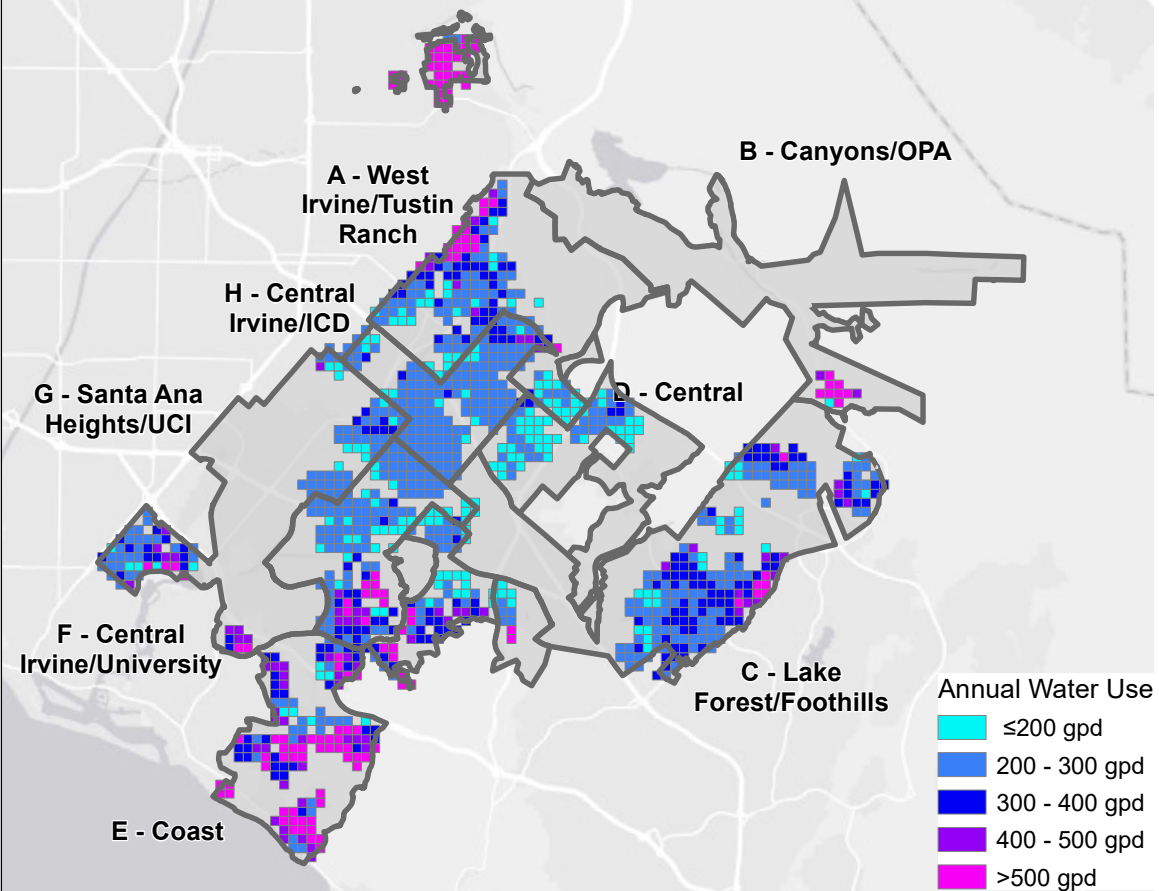 B - Canyons/OPA
A - West
Irvine/Tustin
Ranch
H - Central
Irvine/ICD
G - Santa Ana
Heights/UCI
D - Central
F - Central
Irvine/University
C - Lake
Forest/Foothills
E - Coast
Annual Water Use
≤200 gpd
200 - 300 gpd
300 - 400 gpd
400 - 500 gpd
>500 gpd